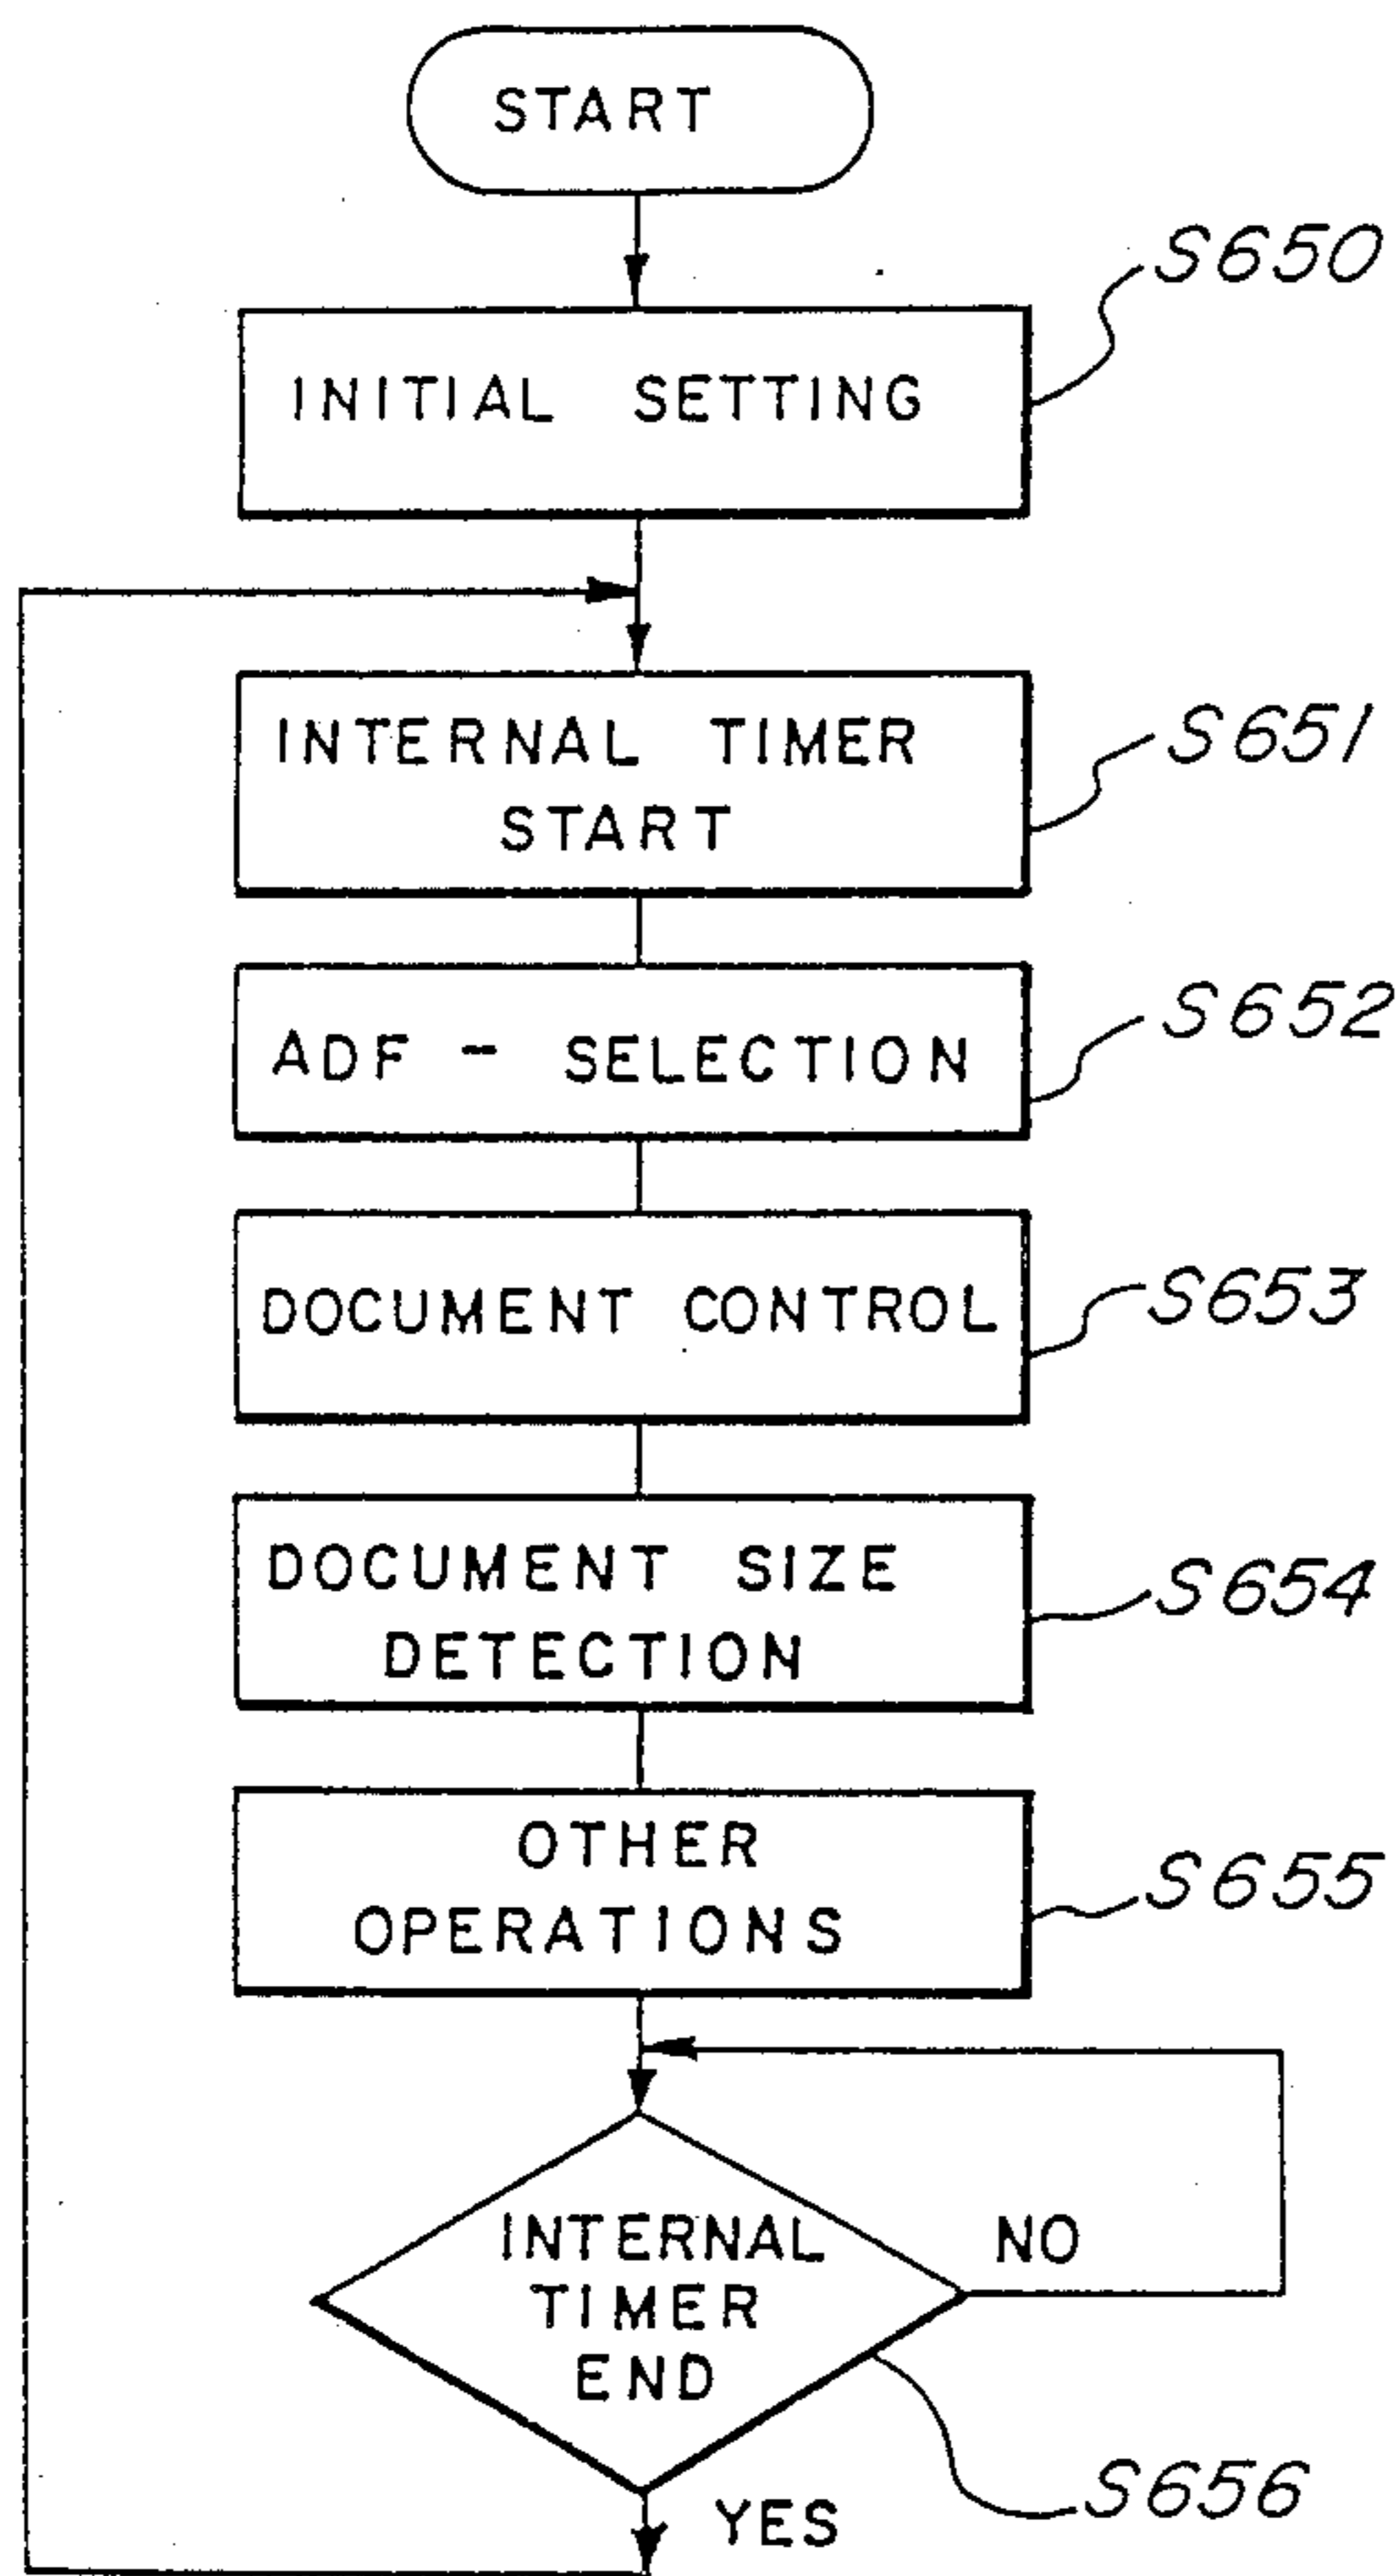 START
S650
INITIAL SETTING
INTERNAL TIMER
START
S651
ADF - SELECTION
S652
DOCUMENT CONTROL
S653
DOCUMENT SIZE
DETECTION
S654
OTHER
OPERATIONS
S655
INTERNAL
TIMER
END
NO
S656
YES